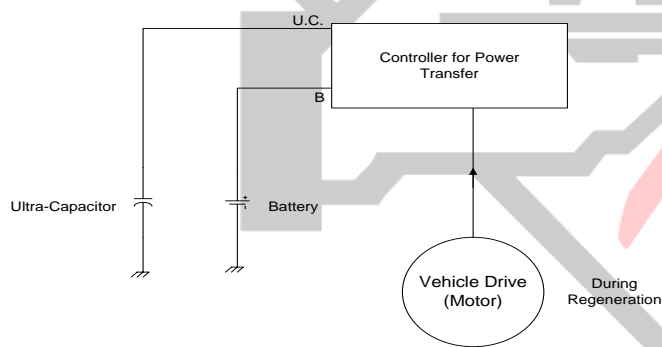 U.C.
Controller for Power
Transfer
B
Ultra-Capacitor
+
Battery
-
Vehicle Drive
(Motor)
During
Regeneration